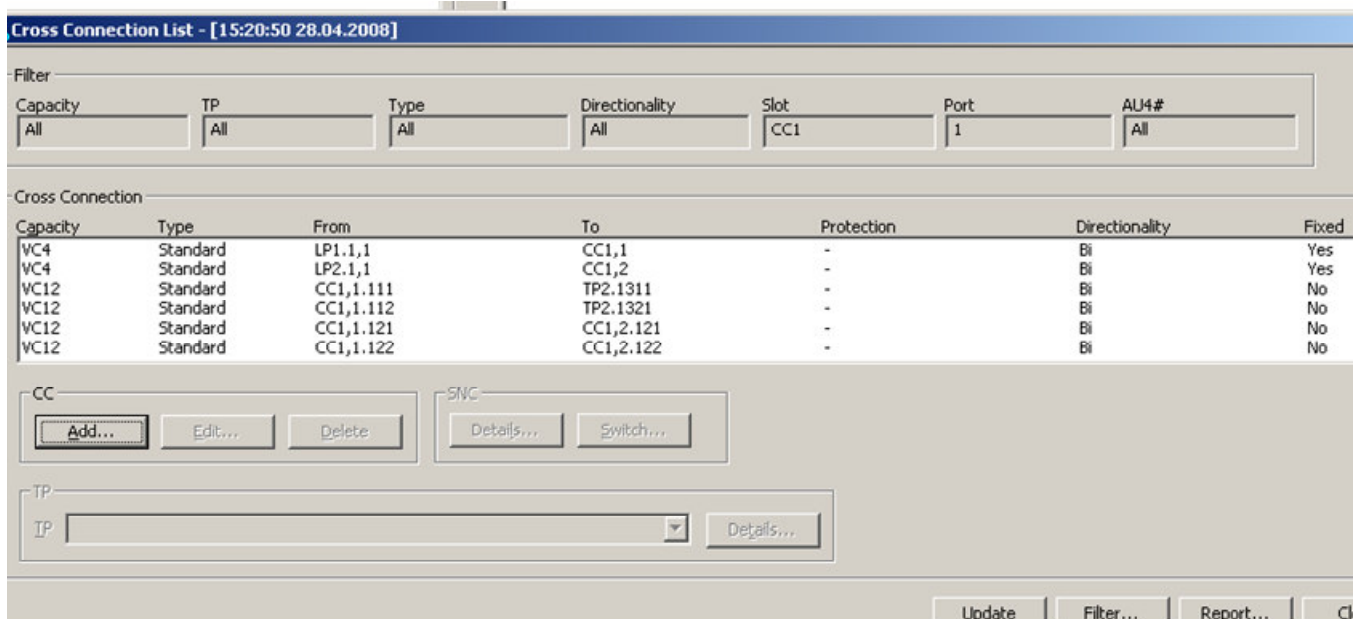 Cross Connection List - [15:20:50 28.04.2008]
Filter
Capacity TP Type Directionality Slot Port AU4#
All All All All CC1 1 All
Cross Connection
Capacity Type From To Protection Directionality Fixed
VC4 Standard LP1.1,1 CC1,1 - Bi Yes
VC4 Standard LP2.1,1 CC1,2 - Bi Yes
VC12 Standard CC1,1.111 TP2.1311 - Bi No
VC12 Standard CC1,1.112 TP2.1321 - Bi No
VC12 Standard CC1,1.121 CC1,2.121 - Bi No
VC12 Standard CC1,1.122 CC1,2.122 - Bi No
CC SNC
Add... Edit... Delete Details... Switch...
TP
TP Details...
Update Filter... Report...